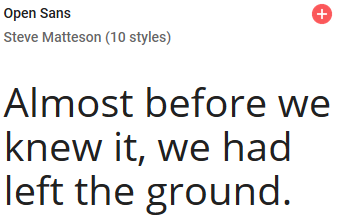 Open Sans
Steve Matteson (10 styles)
Almost before we
knew it, we had
left the ground.